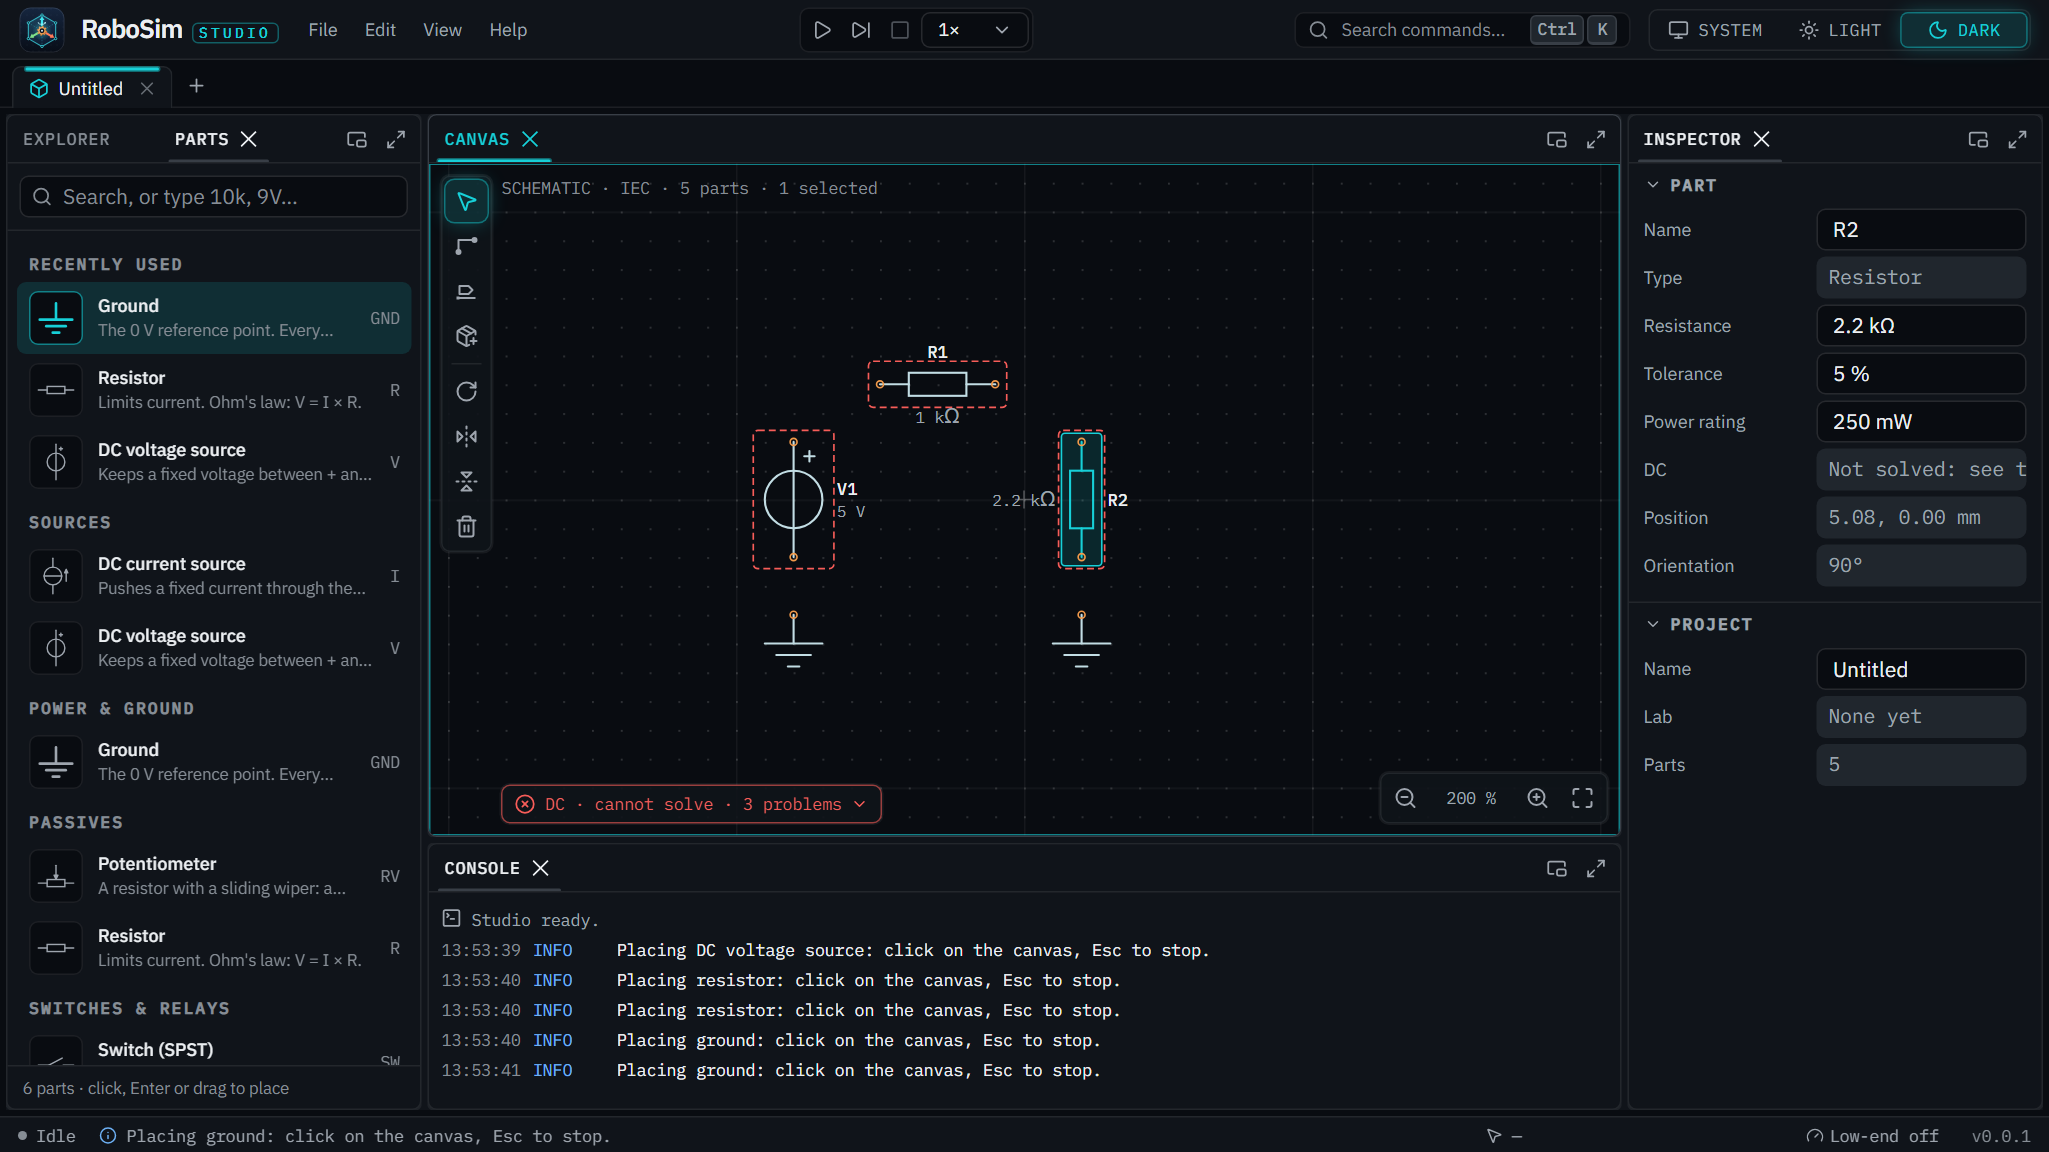 RoboSim STUDIO File Edit View Help 1× Search commands... Ctrl K SYSTEM LIGHT DARK
Untitled
EXPLORER PARTS
Search, or type 10k, 9V...
RECENTLY USED
Ground
The 0 V reference point. Every...
GND
Resistor
Limits current. Ohm's law: V = I × R.
R
DC voltage source
Keeps a fixed voltage between + an...
V
SOURCES
DC current source
Pushes a fixed current through the...
I
DC voltage source
Keeps a fixed voltage between + an...
V
POWER & GROUND
Ground
The 0 V reference point. Every...
GND
PASSIVES
Potentiometer
A resistor with a sliding wiper: a...
RV
Resistor
Limits current. Ohm's law: V = I × R.
R
SWITCHES & RELAYS
Switch (SPST)
SW
6 parts · click, Enter or drag to place
CANVAS
SCHEMATIC · IEC · 5 parts · 1 selected
R1
1 kΩ
+
V1
5 V
2.2 kΩ
R2
DC · cannot solve · 3 problems
200 %
CONSOLE
Studio ready.
13:53:39 INFO Placing DC voltage source: click on the canvas, Esc to stop.
13:53:40 INFO Placing resistor: click on the canvas, Esc to stop.
13:53:40 INFO Placing resistor: click on the canvas, Esc to stop.
13:53:40 INFO Placing ground: click on the canvas, Esc to stop.
13:53:41 INFO Placing ground: click on the canvas, Esc to stop.
INSPECTOR
PART
Name R2
Type Resistor
Resistance 2.2 kΩ
Tolerance 5 %
Power rating 250 mW
DC Not solved: see t
Position 5.08, 0.00 mm
Orientation 90°
PROJECT
Name Untitled
Lab None yet
Parts 5
Idle Placing ground: click on the canvas, Esc to stop. — Low-end off v0.0.1